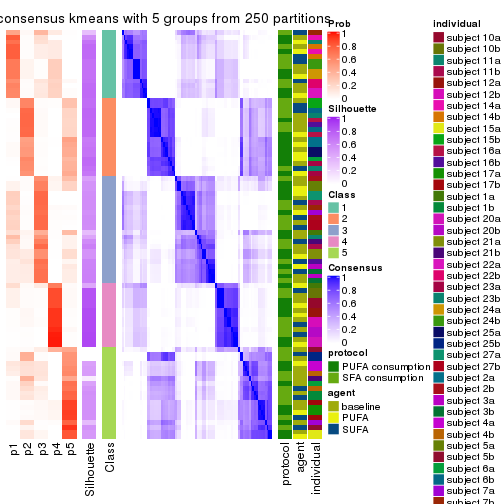 consensus kmeans with 5 groups from 250 partitions
Prob
1
0.8
0.6
0.4
0.2
0
Silhouette
1
0.8
0.6
0.4
0.2
0
Class
1
2
3
4
5
Consensus
1
0.8
0.6
0.4
0.2
0
protocol
PUFA consumption
SFA consumption
agent
baseline
PUFA
SUFA
individual
subject 10a
subject 10b
subject 11a
subject 11b
subject 12a
subject 12b
subject 14a
subject 14b
subject 15a
subject 15b
subject 16a
subject 16b
subject 17a
subject 17b
subject 1a
subject 1b
subject 20a
subject 20b
subject 21a
subject 21b
subject 22a
subject 22b
subject 23a
subject 23b
subject 24a
subject 24b
subject 25a
subject 25b
subject 27a
subject 27b
subject 2a
subject 2b
subject 3a
subject 3b
subject 4a
subject 4b
subject 5a
subject 5b
subject 6a
subject 6b
subject 7a
subject 7b
p1
p2
p3
p4
p5
Silhouette
Class
protocol
agent
individual